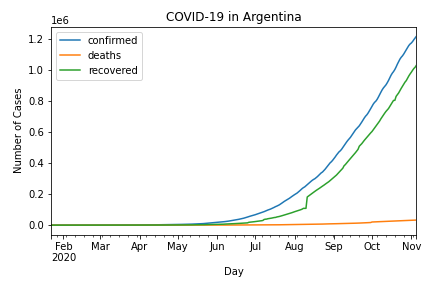 COVID-19 in Argentina
1e6
confirmed
deaths
recovered
1.2
1.0
0.8
0.6
0.4
0.2
0.0
Number of Cases
Feb Mar Apr May Jun Jul Aug Sep Oct Nov
2020
Day